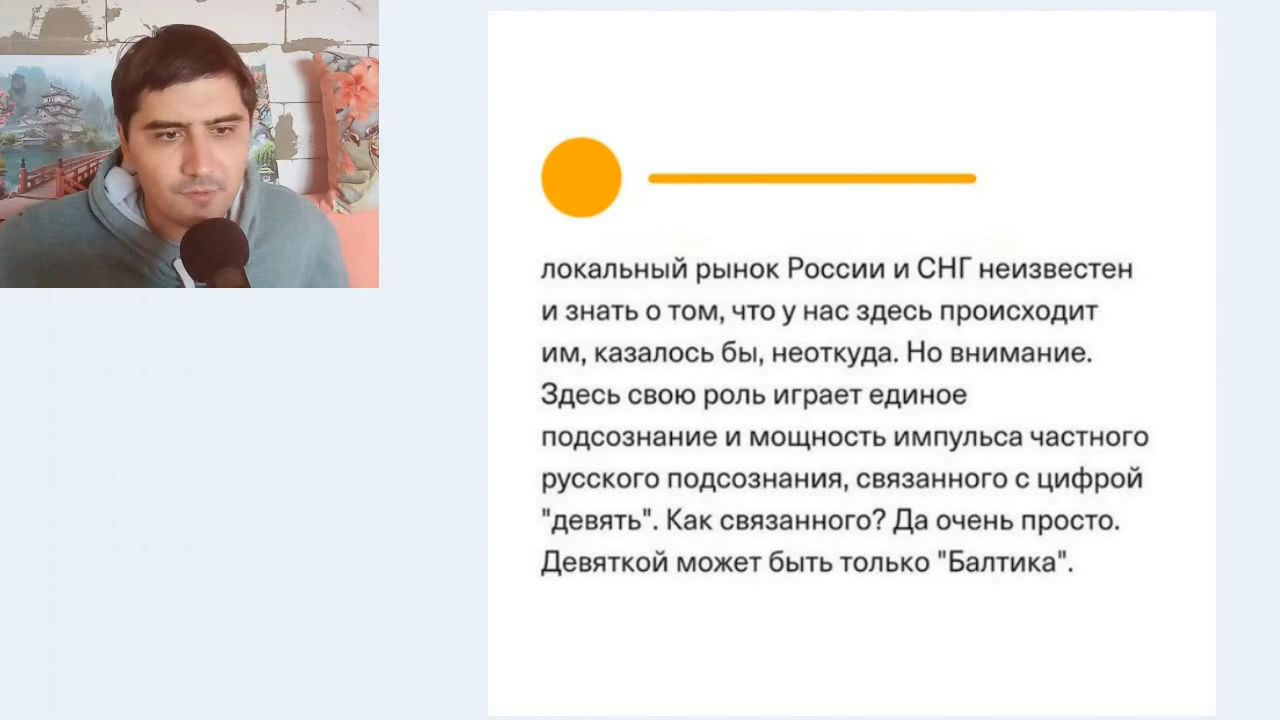 локальный рынок России и СНГ неизвестен
и знать о том, что у нас здесь происходит
им, казалось бы, неоткуда. Но внимание.
Здесь свою роль играет единое
подсознание и мощность импульса частного
русского подсознания, связанного с цифрой
"девять". Как связанного? Да очень просто.
Девяткой может быть только "Балтика".